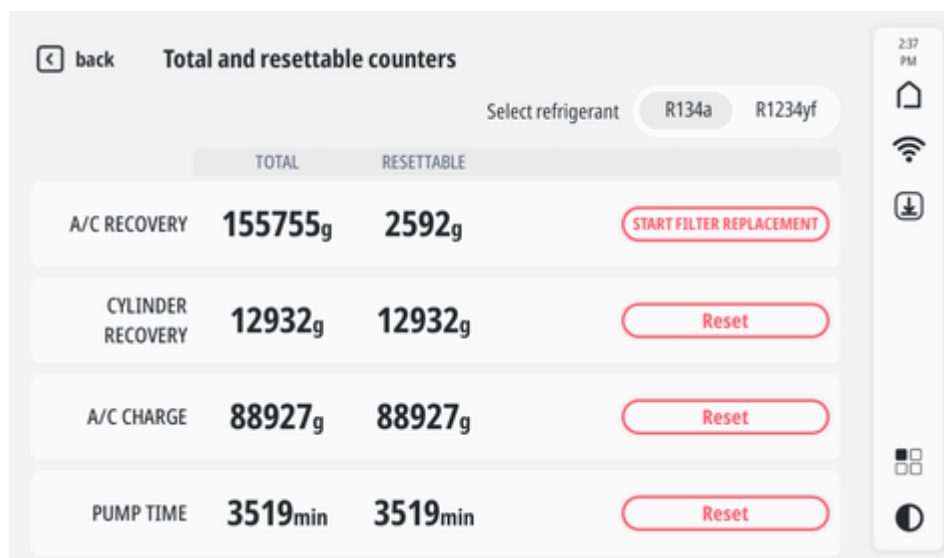 back Total and resettable counters
2:37
PM
Select refrigerant R134a R1234yf
TOTAL RESETTABLE
A/C RECOVERY 155755g 2592g START FILTER REPLACEMENT
CYLINDER
RECOVERY 12932g 12932g Reset
A/C CHARGE 88927g 88927g Reset
PUMP TIME 3519min 3519min Reset